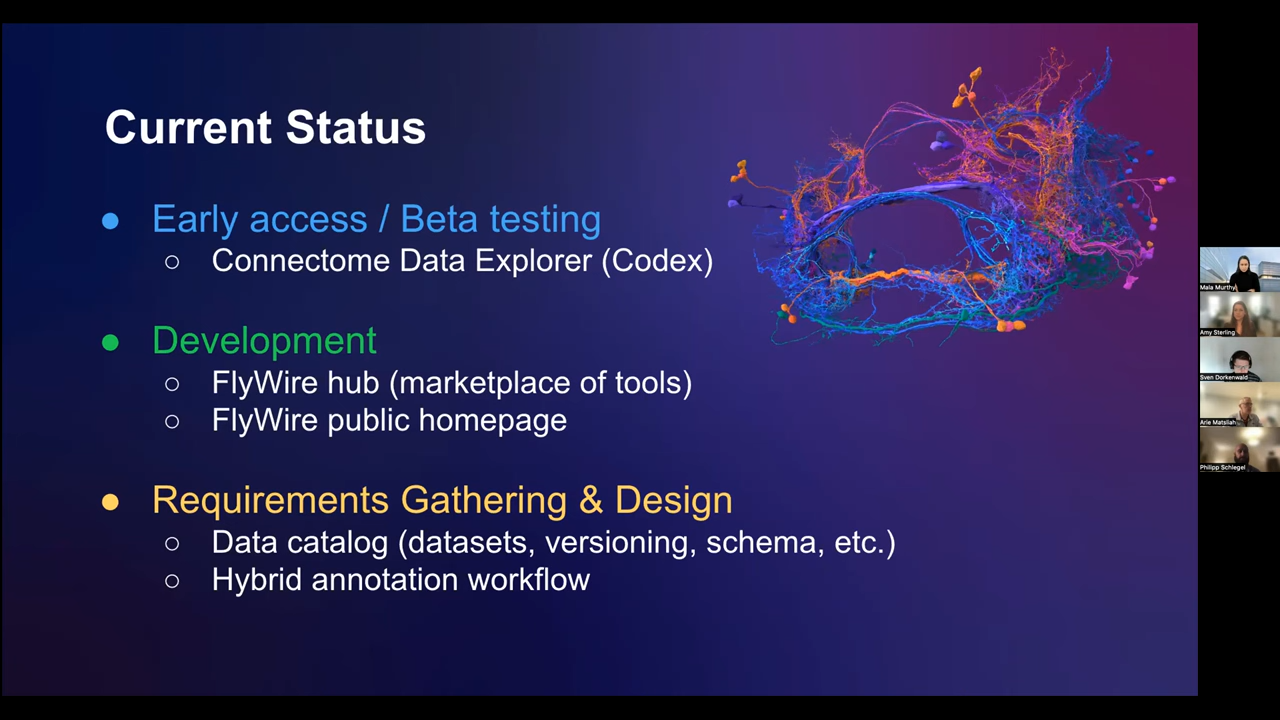 Current Status
● Early access / Beta testing
○ Connectome Data Explorer (Codex)
● Development
○ FlyWire hub (marketplace of tools)
○ FlyWire public homepage
● Requirements Gathering & Design
○ Data catalog (datasets, versioning, schema, etc.)
○ Hybrid annotation workflow
Mala Murthy
Amy Sterling
Sven Dorkenwald
Arie Matsliah
Philipp Schlegel